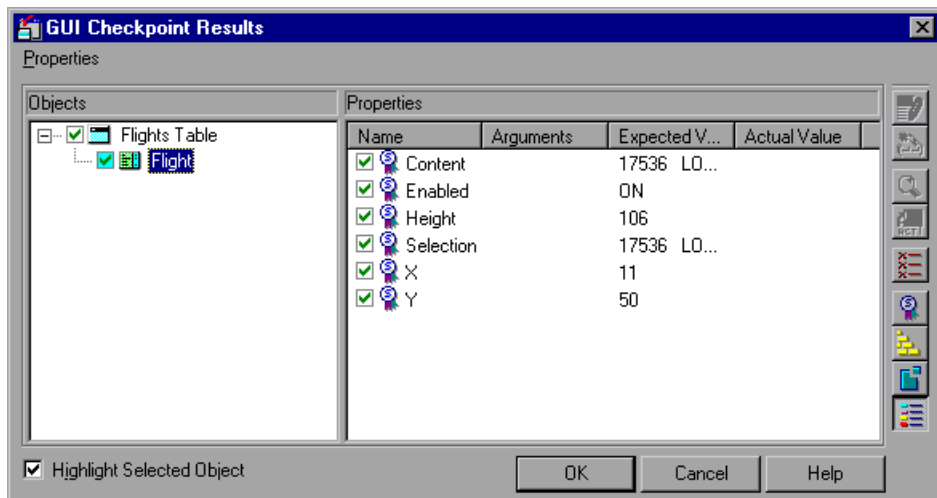 GUI Checkpoint Results
Properties
Objects
Flights Table
Flight
Properties
Name Arguments Expected V... Actual Value
Content 17536 LO...
Enabled ON
Height 106
Selection 17536 LO...
X 11
Y 50
Highlight Selected Object
OK Cancel Help